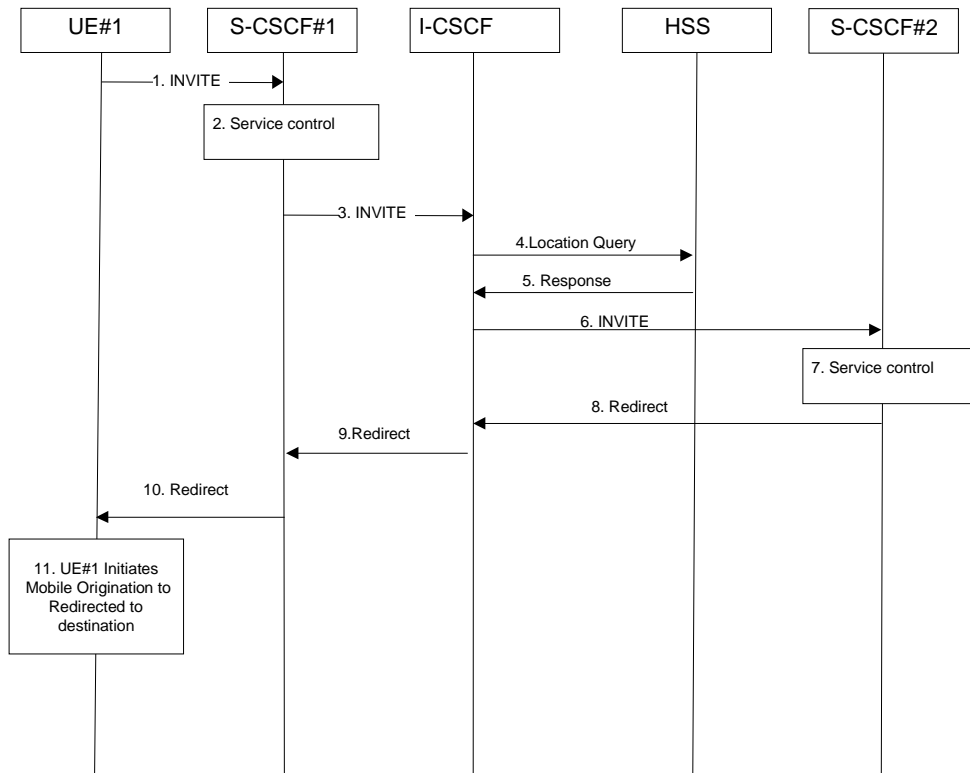 UE#1
S-CSCF#1
I-CSCF
HSS
S-CSCF#2
1. INVITE
2. Service control
3. INVITE
4.Location Query
5. Response
6. INVITE
7. Service control
8. Redirect
9.Redirect
10. Redirect
11. UE#1 Initiates
Mobile Origination to
Redirected to
destination